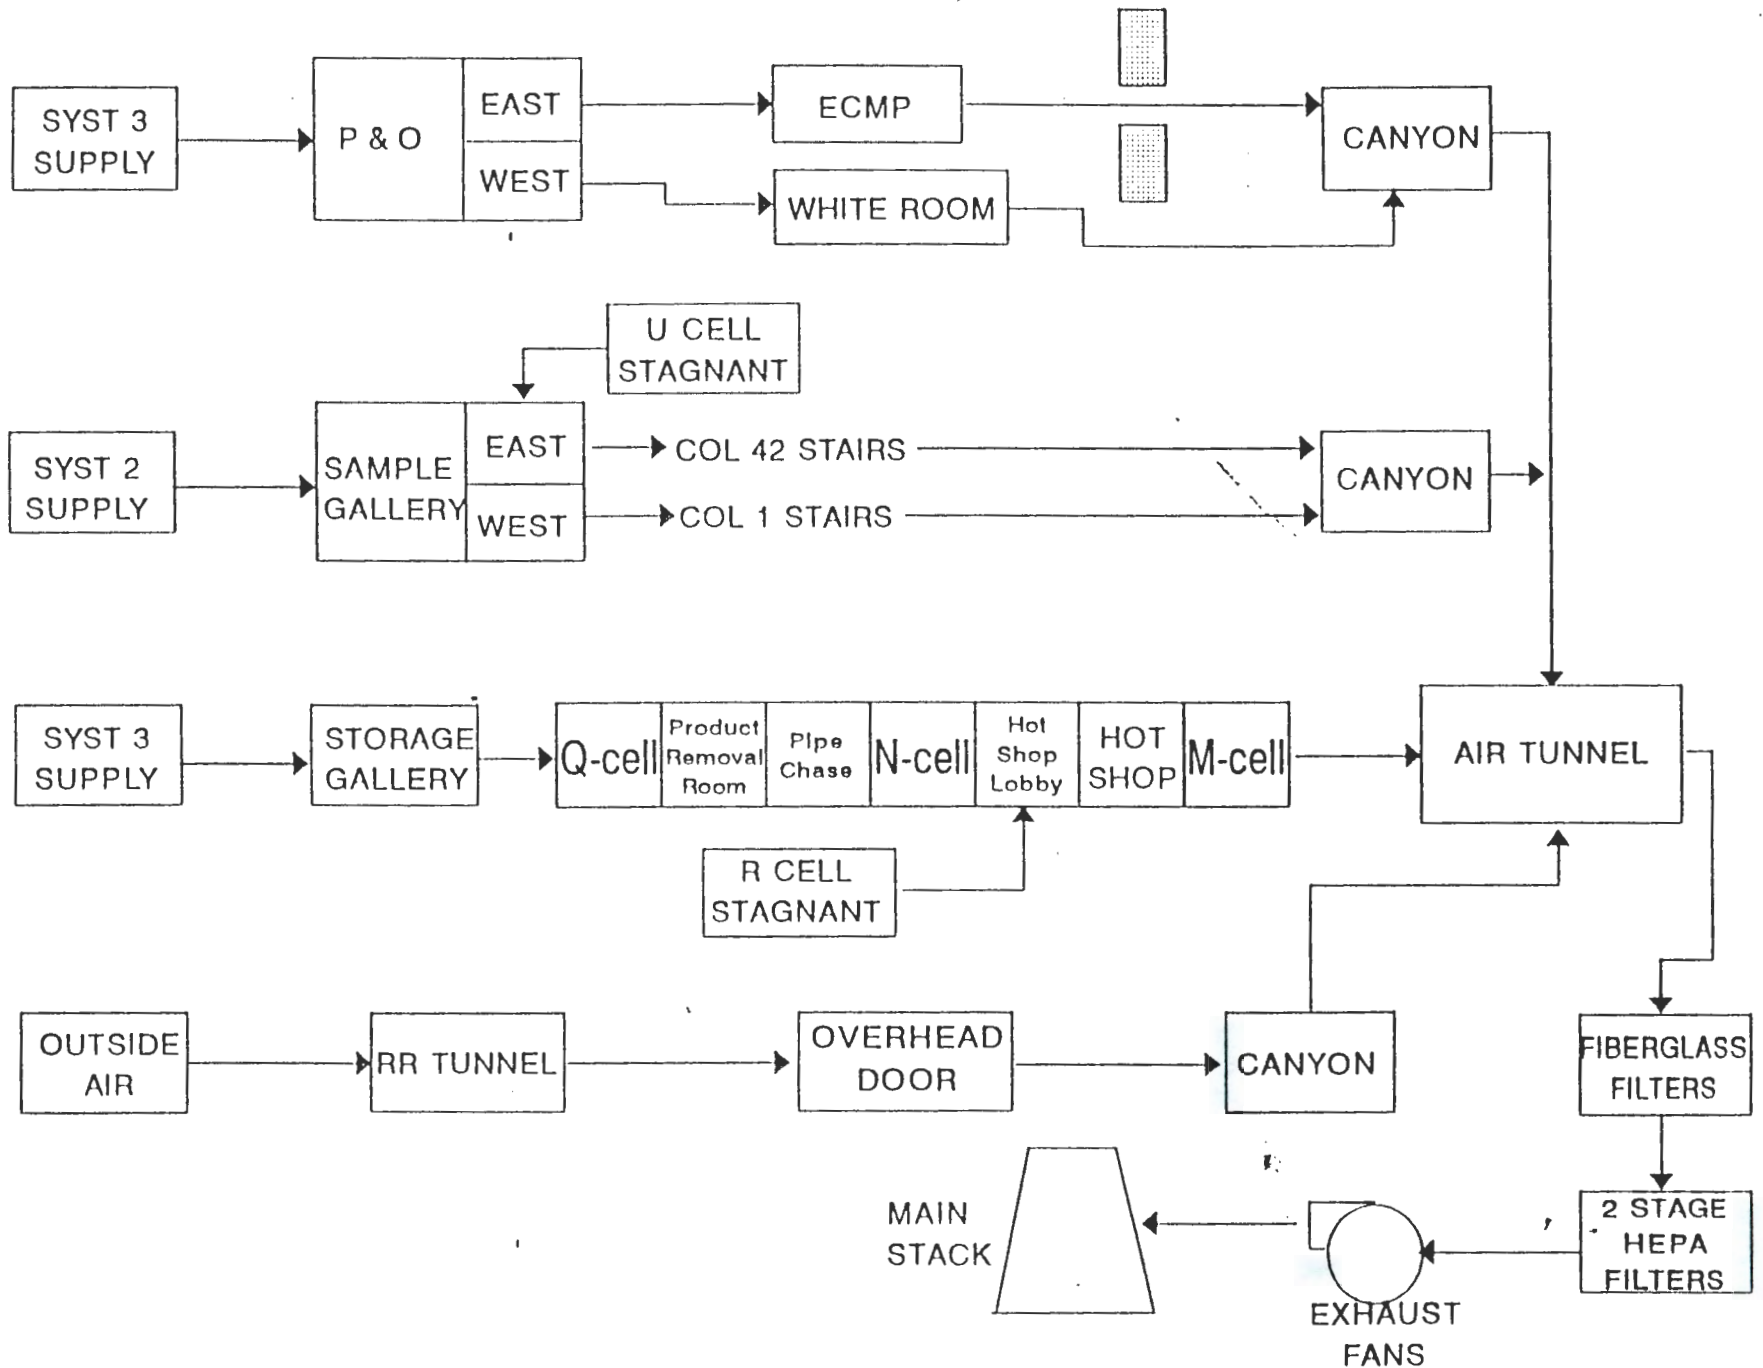 SYST 3
SUPPLY
P & O
EAST
WEST
ECMP
WHITE ROOM
CANYON
U CELL
STAGNANT
SYST 2
SUPPLY
SAMPLE
GALLERY
EAST
WEST
COL 42 STAIRS
COL 1 STAIRS
CANYON
SYST 3
SUPPLY
STORAGE
GALLERY
Q-cell
Product
Removal
Room
Pipe
Chase
N-cell
Hot
Shop
Lobby
HOT
SHOP
M-cell
AIR TUNNEL
R CELL
STAGNANT
OUTSIDE
AIR
RR TUNNEL
OVERHEAD
DOOR
CANYON
FIBERGLASS
FILTERS
2 STAGE
HEPA
FILTERS
EXHAUST
FANS
MAIN
STACK